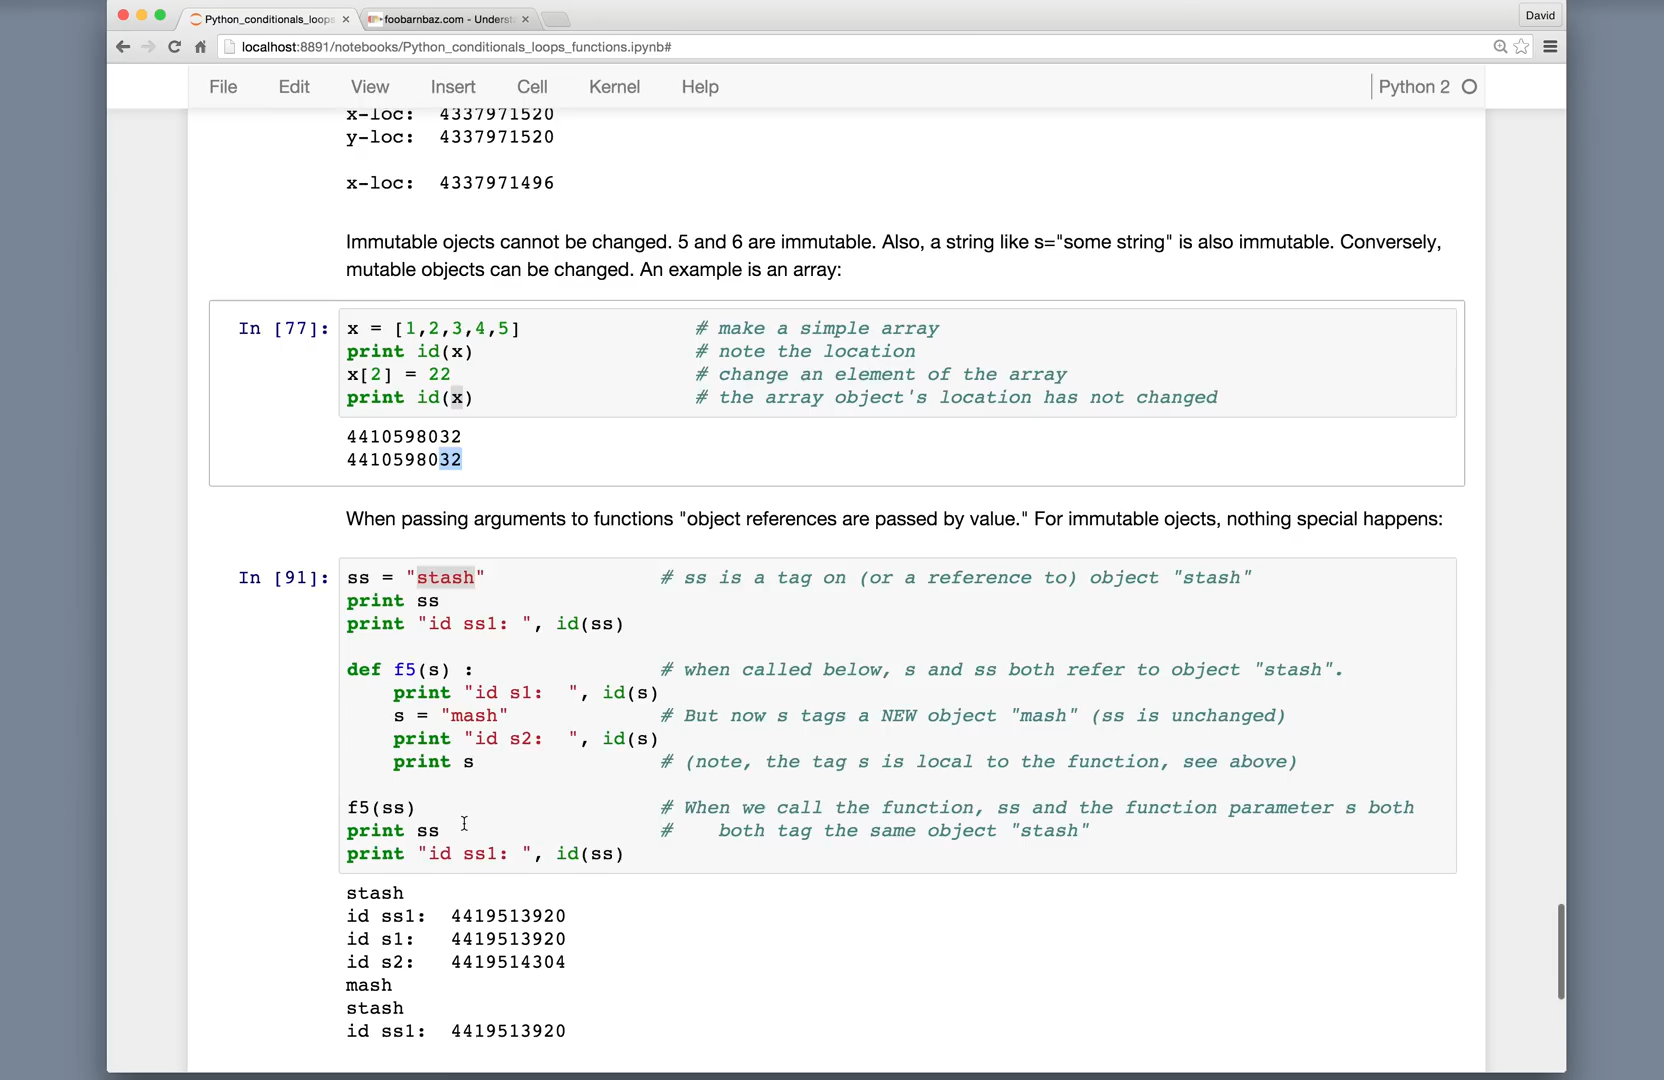 Python_conditionals_loops
foobarnbaz.com - Underst
David
localhost:8891/notebooks/Python_conditionals_loops_functions.ipynb#
File Edit View Insert Cell Kernel Help Python 2
x-loc:  4337971520
y-loc:  4337971520
x-loc:  4337971496
Immutable ojects cannot be changed. 5 and 6 are immutable. Also, a string like s="some string" is also immutable. Conversely,
mutable objects can be changed. An example is an array:
In [77]: x = [1,2,3,4,5] # make a simple array
print id(x) # note the location
x[2] = 22 # change an element of the array
print id(x) # the array object's location has not changed
4410598032
4410598032
When passing arguments to functions "object references are passed by value." For immutable ojects, nothing special happens:
In [91]: ss = "stash" # ss is a tag on (or a reference to) object "stash"
print ss
print "id ss1: ", id(ss)
def f5(s) : # when called below, s and ss both refer to object "stash".
print "id s1:  ", id(s)
s = "mash" # But now s tags a NEW object "mash" (ss is unchanged)
print "id s2:  ", id(s)
print s # (note, the tag s is local to the function, see above)
f5(ss) # When we call the function, ss and the function parameter s both
print ss #    both tag the same object "stash"
print "id ss1: ", id(ss)
stash
id ss1:  4419513920
id s1:   4419513920
id s2:   4419514304
mash
stash
id ss1:  4419513920